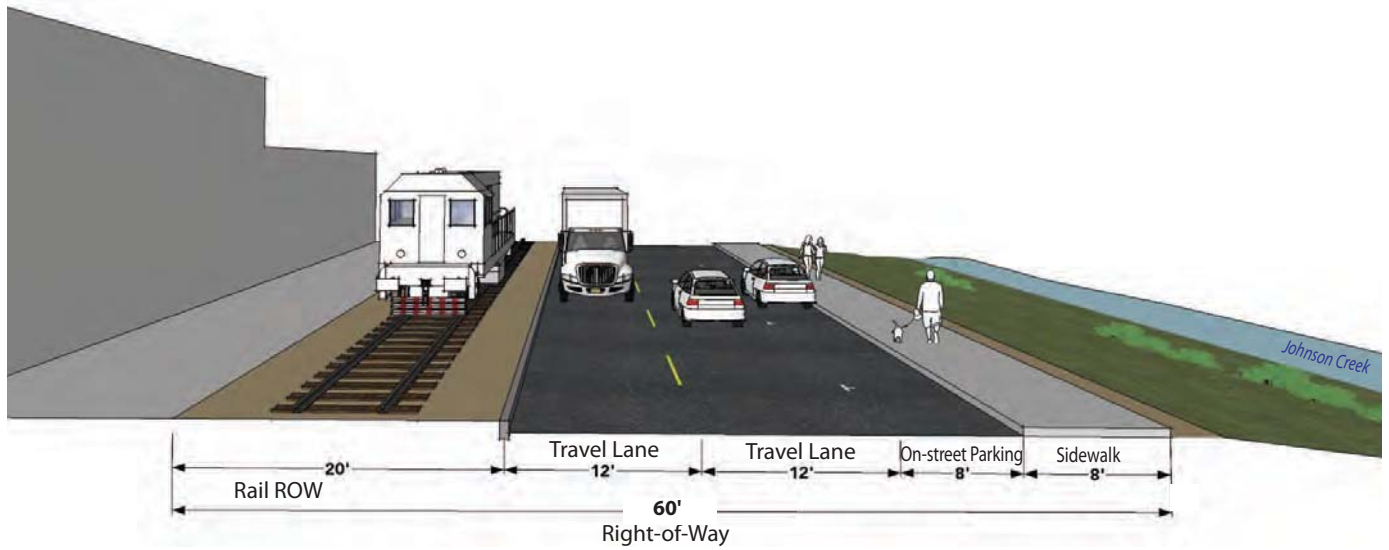 Johnson Creek
Travel Lane Travel Lane On-street Parking Sidewalk
20' 12' 12' 8' 8'
Rail ROW
60'
Right-of-Way